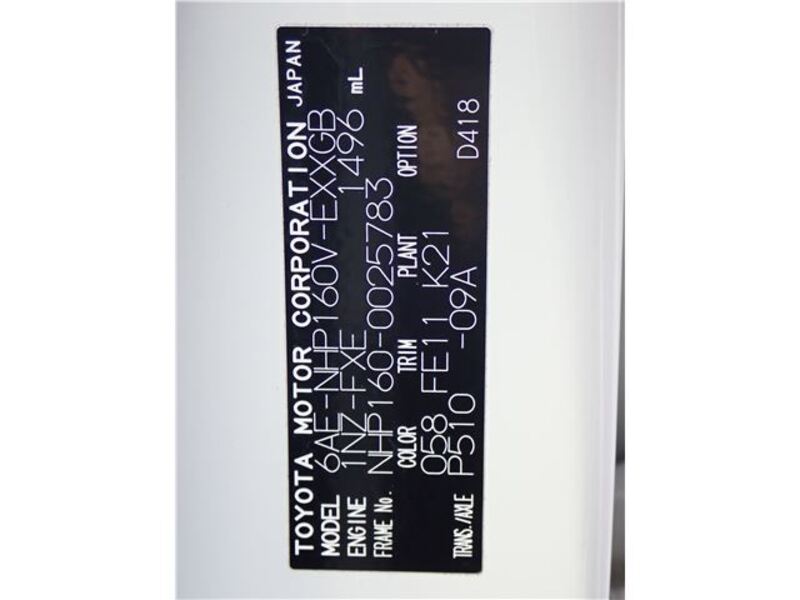 TOYOTA MOTOR CORPORATION JAPAN
MODEL 6AE-NHP160V-EXXGB
ENGINE 1NZ-FXE 1496 mL
FRAME No. NHP160-0025783
COLOR TRIM PLANT OPTION
058 FE11 K21
TRANS./AXLE P510 -09A D418